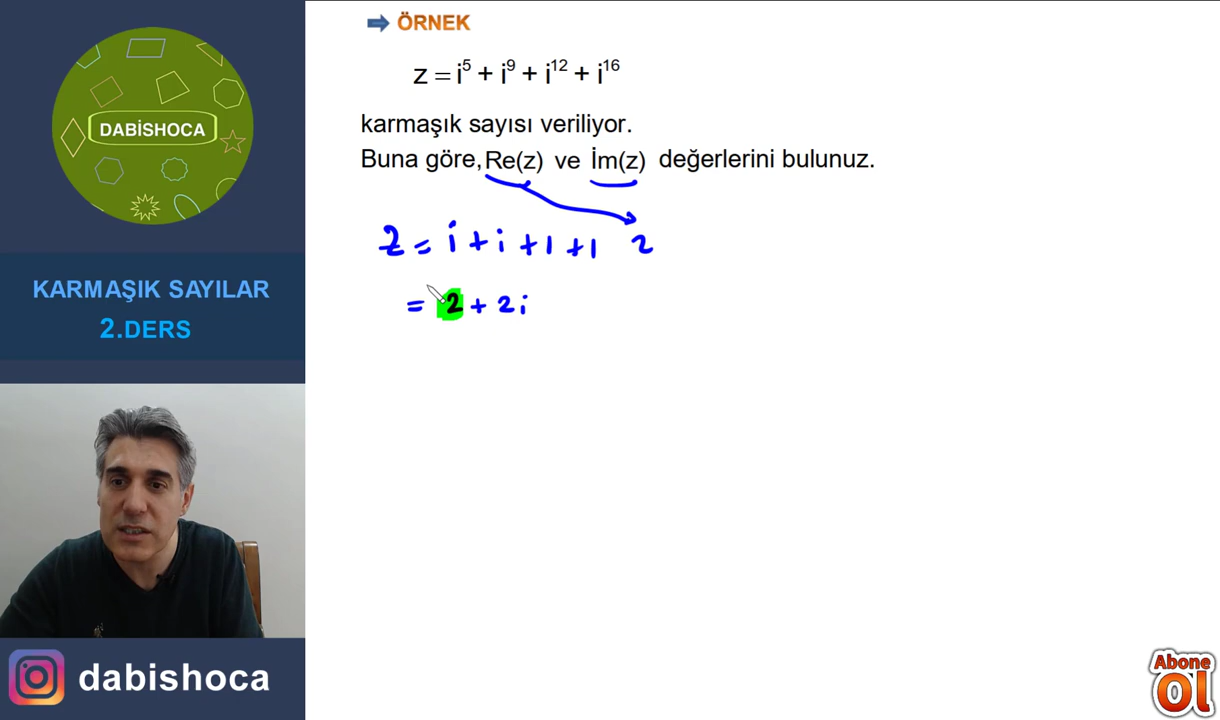 DABİSHOCA
KARMAŞIK SAYILAR
2.DERS
dabishoca
ÖRNEK
z = i⁵ + i⁹ + i¹² + i¹⁶
karmaşık sayısı veriliyor.
Buna göre, Re(z) ve İm(z) değerlerini bulunuz.
z = i + i + 1 + 1 2
= 2 + 2i
Abone
Ol